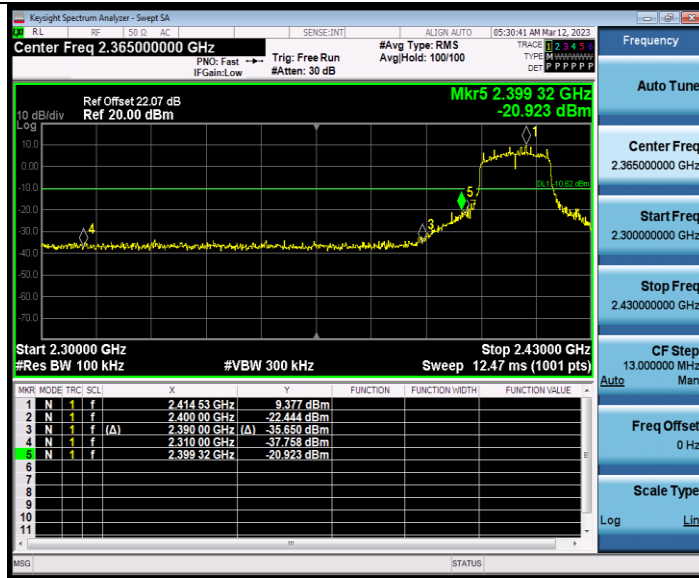 Keysight Spectrum Analyzer - Swept SA
RL RF 50 Ω AC SENSE:INT ALIGN AUTO 05:30:41 AM Mar 12, 2023
Center Freq 2.365000000 GHz
PNO: Fast
IFGain:Low
Trig: Free Run
#Atten: 30 dB
#Avg Type: RMS
Avg|Hold: 100/100
TRACE 1 2 3 4 5 6
TYPE M W W W W W
DET P P P P P P
Frequency
Auto Tune
Center Freq
2.365000000 GHz
Start Freq
2.300000000 GHz
Stop Freq
2.430000000 GHz
CF Step
13.000000 MHz
Auto Man
Freq Offset
0 Hz
Scale Type
Log Lin
Mkr5 2.399 32 GHz
-20.923 dBm
Ref Offset 22.07 dB
10 dB/div Ref 20.00 dBm
Log
10.0
0.00
-10.0
-20.0
-30.0
-40.0
-50.0
-60.0
-70.0
1
DL1 -10.62 dBm
5
3
4
Start 2.30000 GHz Stop 2.43000 GHz
#Res BW 100 kHz #VBW 300 kHz Sweep 12.47 ms (1001 pts)
MKR MODE TRC SCL X Y FUNCTION FUNCTION WIDTH FUNCTION VALUE
1 N 1 f 2.414 53 GHz 9.377 dBm
2 N 1 f 2.400 00 GHz -22.444 dBm
3 N 1 f (Δ) 2.390 00 GHz (Δ) -35.650 dBm
4 N 1 f 2.310 00 GHz -37.758 dBm
5 N 1 f 2.399 32 GHz -20.923 dBm
6
7
8
9
10
11
MSG STATUS